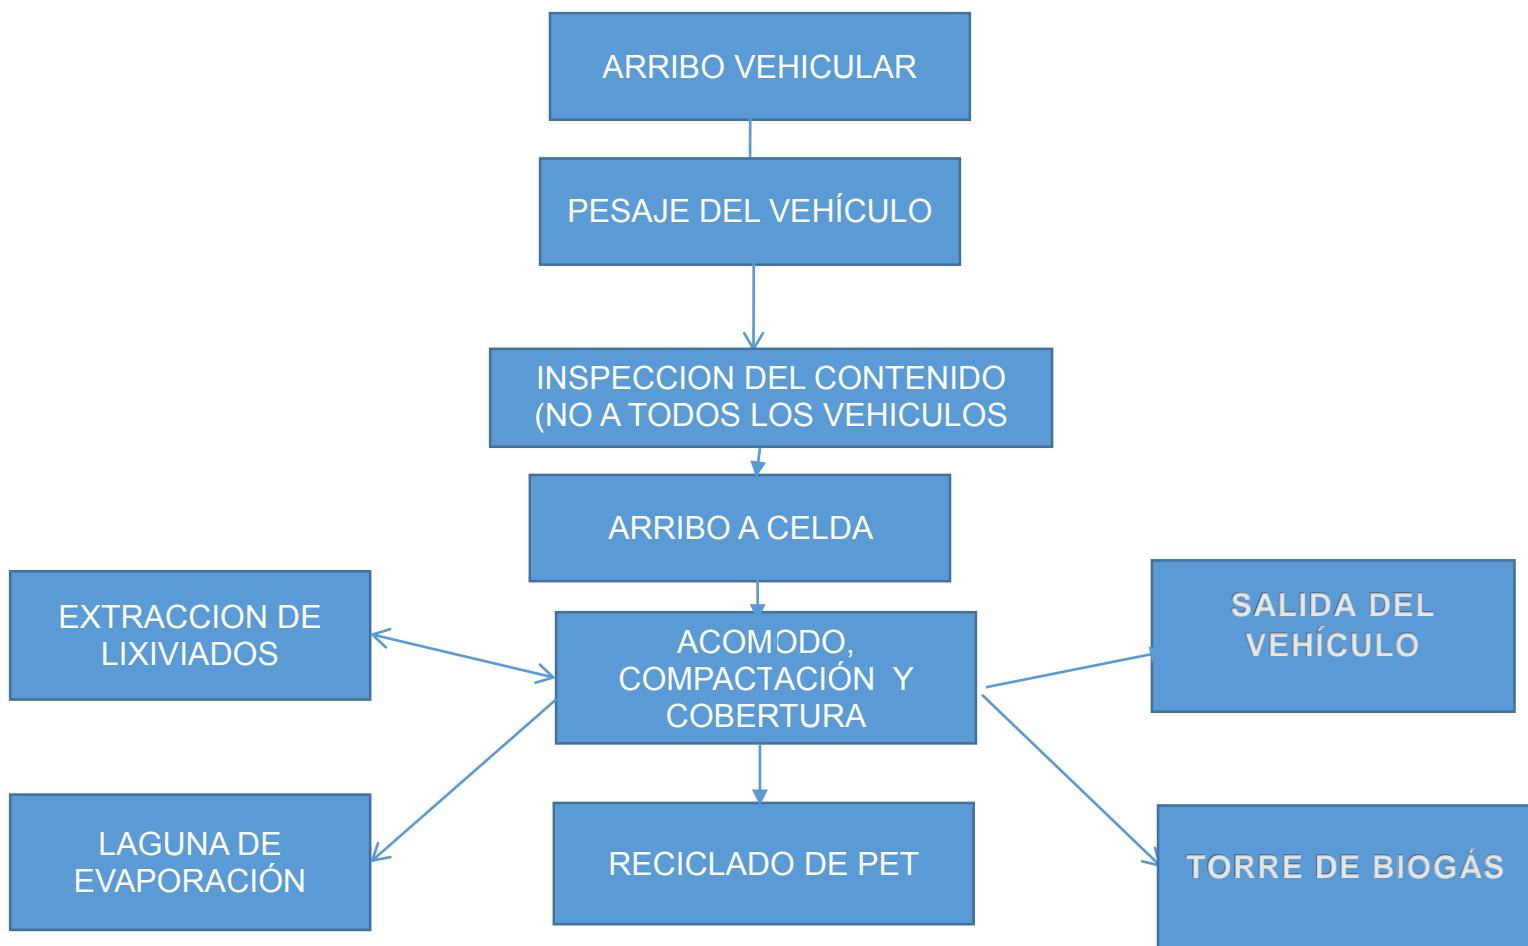 ARRIBO VEHICULAR
PESAJE DEL VEHÍCULO
INSPECCION DEL CONTENIDO
(NO A TODOS LOS VEHICULOS
ARRIBO A CELDA
EXTRACCION DE
LIXIVIADOS
ACOMODO,
COMPACTACIÓN Y
COBERTURA
SALIDA DEL
VEHÍCULO
LAGUNA DE
EVAPORACIÓN
RECICLADO DE PET
TORRE DE BIOGÁS